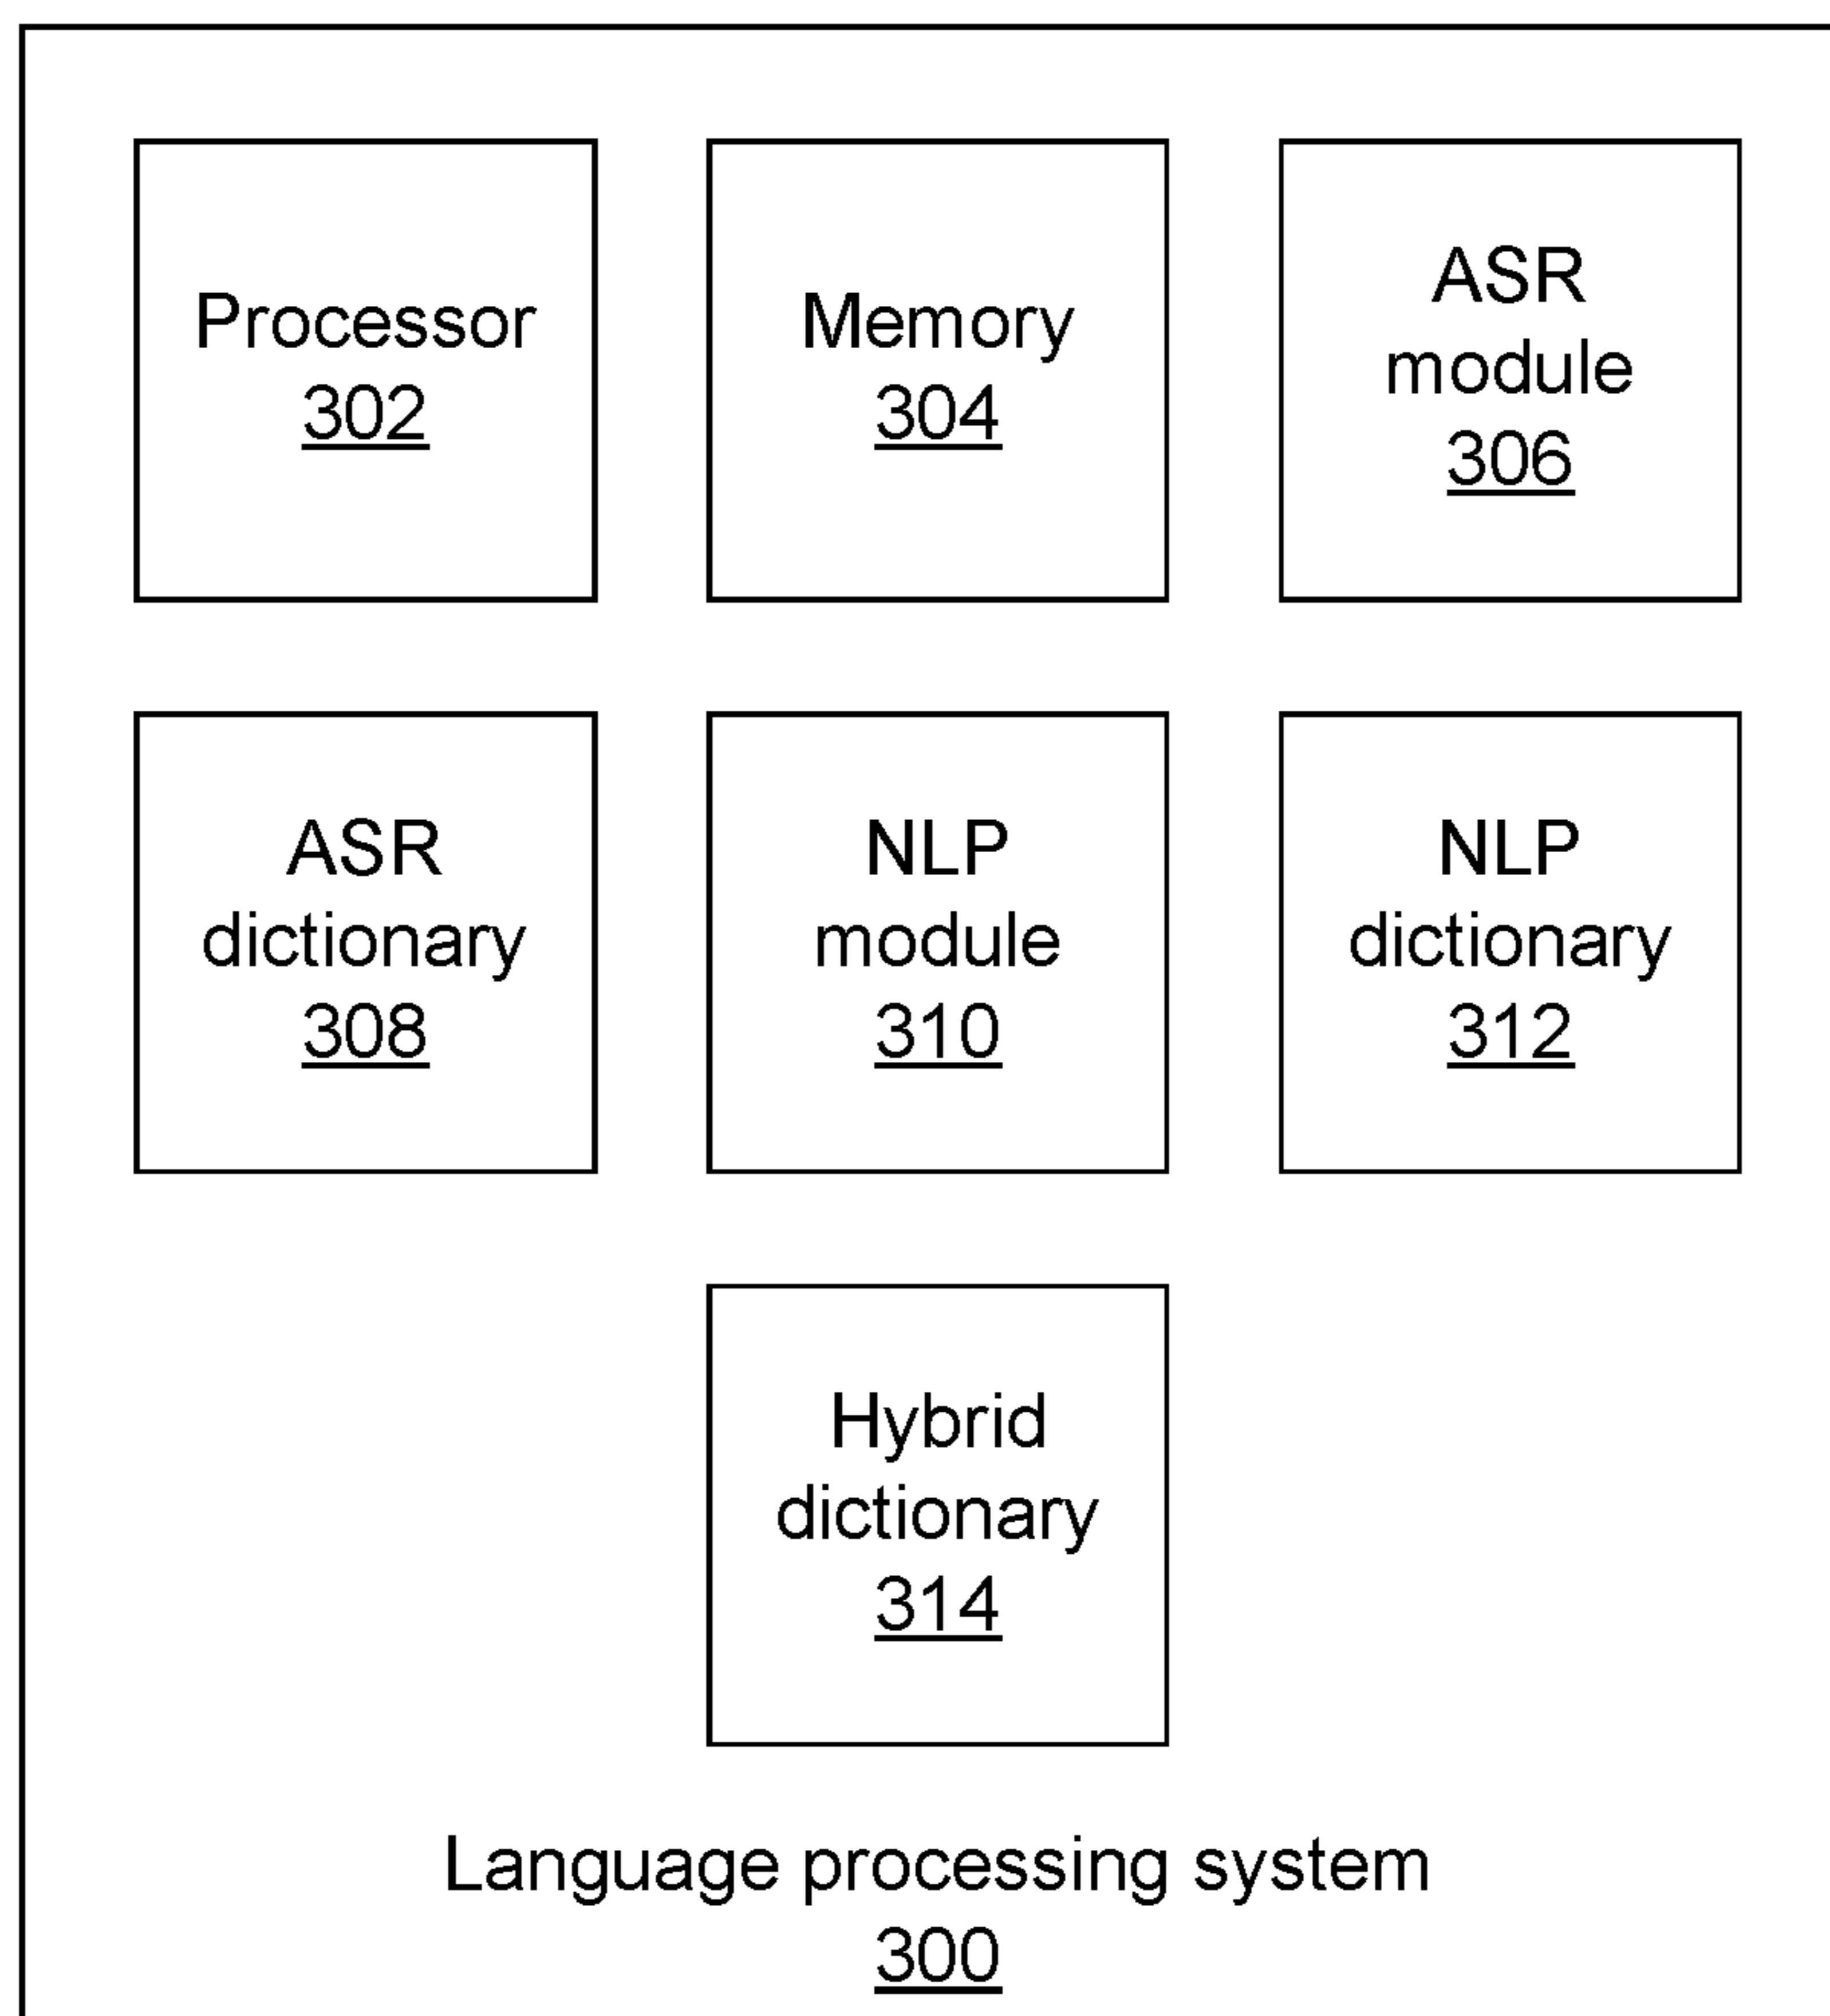 Processor
302
Memory
304
ASR
module
306
ASR
dictionary
308
NLP
module
310
NLP
dictionary
312
Hybrid
dictionary
314
Language processing system
300